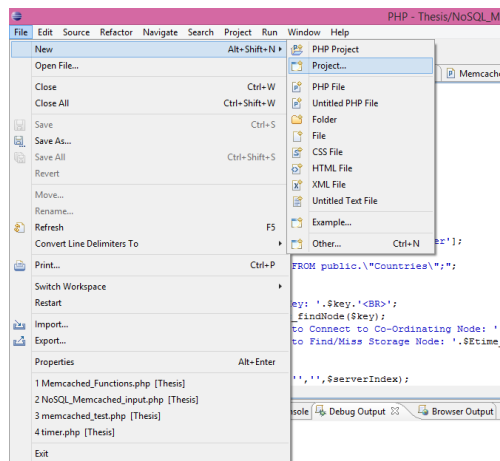 PHP - Thesis/NoSQL_M
File Edit Source Refactor Navigate Search Project Run Window Help
New Alt+Shift+N
Open File...
Close Ctrl+W
Close All Ctrl+Shift+W
Save Ctrl+S
Save As...
Save All Ctrl+Shift+S
Revert
Move...
Rename...
Refresh F5
Convert Line Delimiters To
Print... Ctrl+P
Switch Workspace
Restart
Import...
Export...
Properties Alt+Enter
1 Memcached_Functions.php [Thesis]
2 NoSQL_Memcached_input.php [Thesis]
3 memcached_test.php [Thesis]
4 timer.php [Thesis]
Exit
PHP Project
Project...
PHP File
Untitled PHP File
Folder
File
CSS File
HTML File
XML File
Untitled Text File
Example...
Other... Ctrl+N
Memcache
er'];
FROM public.\"Countries\";";
ey: '.$key.'<BR>';
_findNode($key);
to Connect to Co-Ordinating Node: '
to Find/Miss Storage Node: '.$Etime_
'','',$serverIndex);
nsole Debug Output Browser Output